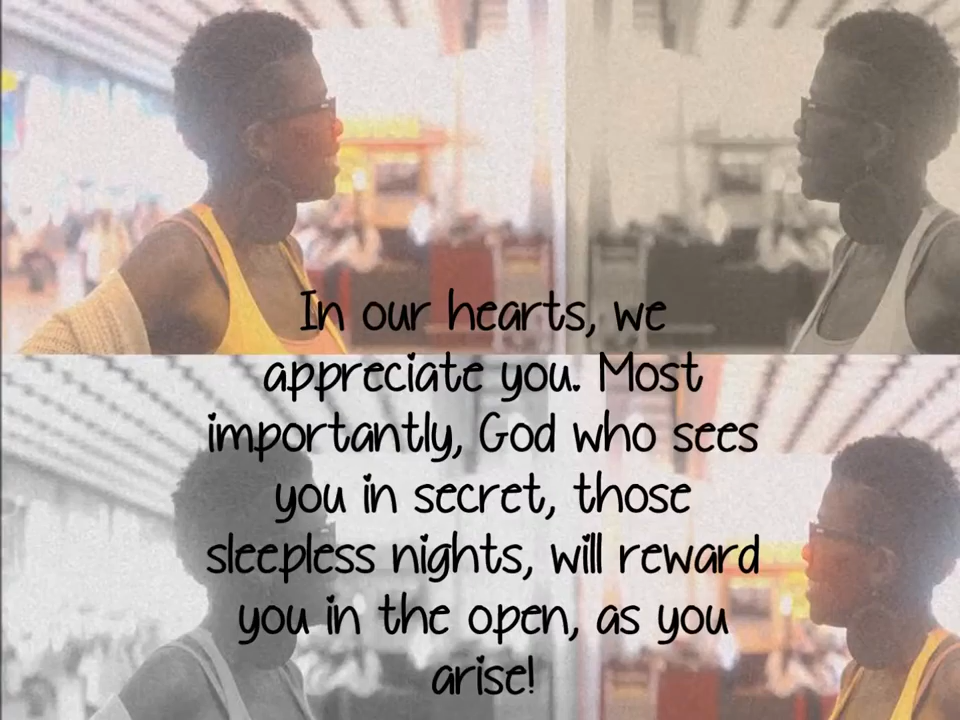 In our hearts, we
appreciate you. Most
importantly, God who sees
you in secret, those
sleepless nights, will reward
you in the open, as you
arise!